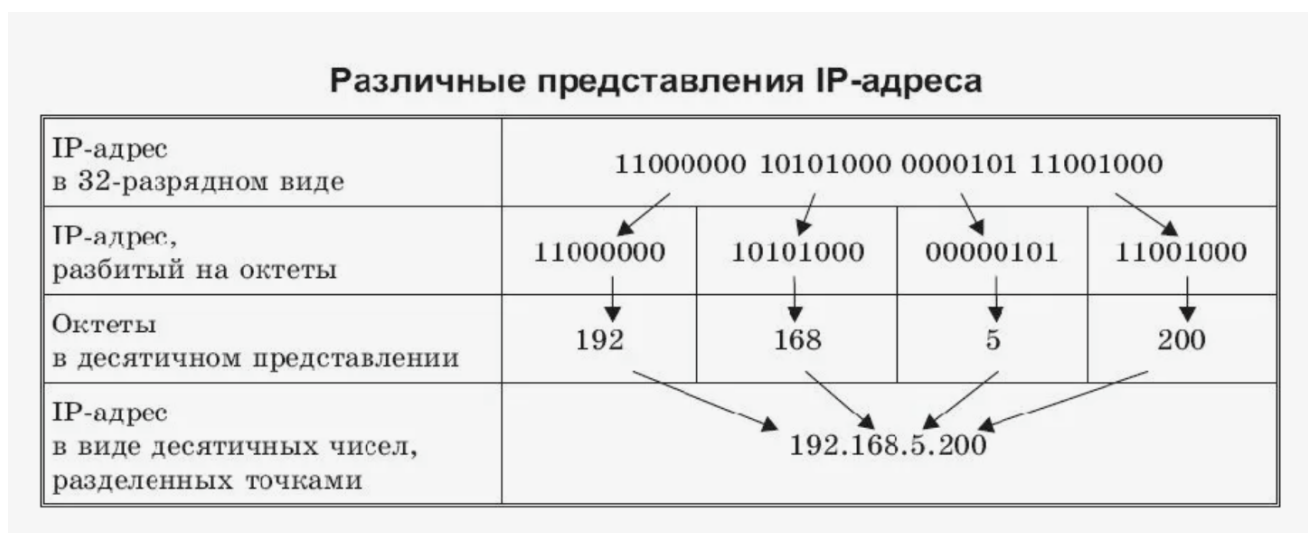 Различные представления IP-адреса
IP-адрес
в 32-разрядном виде
11000000 10101000 0000101 11001000
IP-адрес,
разбитый на октеты
11000000 10101000 00000101 11001000
Октеты
в десятичном представлении
192 168 5 200
IP-адрес
в виде десятичных чисел,
разделенных точками
192.168.5.200